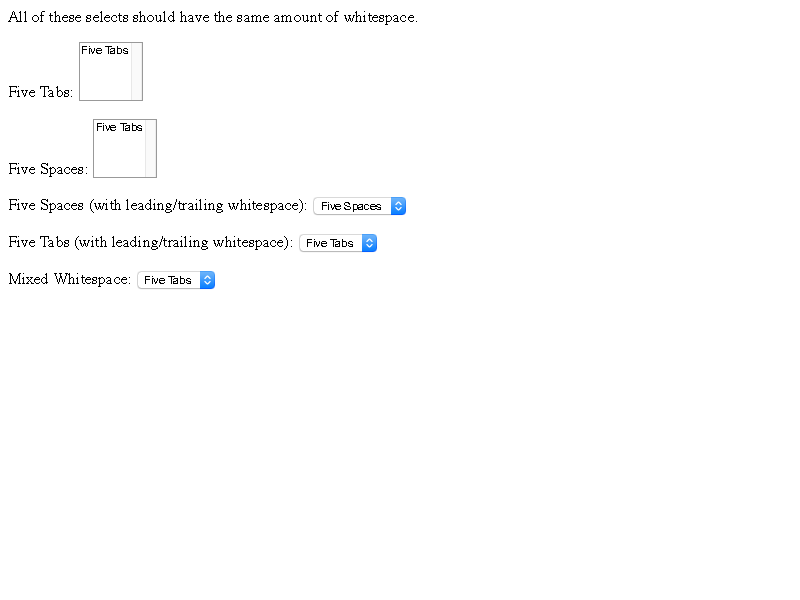 All of these selects should have the same amount of whitespace.
Five Tabs
Five Tabs:
Five Tabs
Five Spaces:
Five Spaces (with leading/trailing whitespace): Five Spaces
Five Tabs (with leading/trailing whitespace): Five Tabs
Mixed Whitespace: Five Tabs